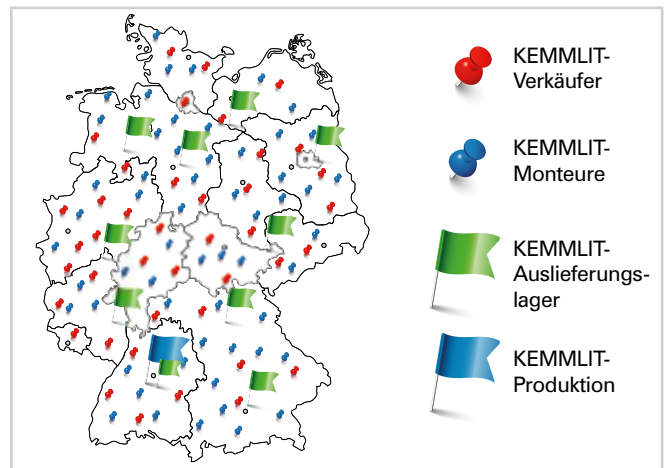 KEMMLIT-
Verkäufer
KEMMLIT-
Monteure
KEMMLIT-
Auslieferungs-
lager
KEMMLIT-
Produktion